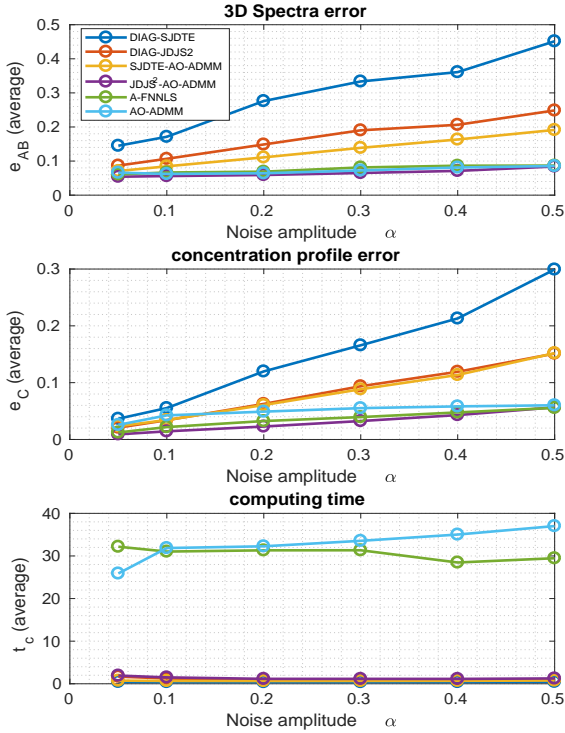 3D Spectra error
0.5
0.4
0.3
0.2
0.1
0
e_AB (average)
DIAG-SJDTE
DIAG-JDJS2
SJDTE-AO-ADMM
JDJS²-AO-ADMM
A-FNNLS
AO-ADMM
0 0.1 0.2 0.3 0.4 0.5
Noise amplitude α
concentration profile error
0.3
0.2
0.1
0
e_C (average)
0 0.1 0.2 0.3 0.4 0.5
Noise amplitude α
computing time
40
30
20
10
0
t_c (average)
0 0.1 0.2 0.3 0.4 0.5
Noise amplitude α